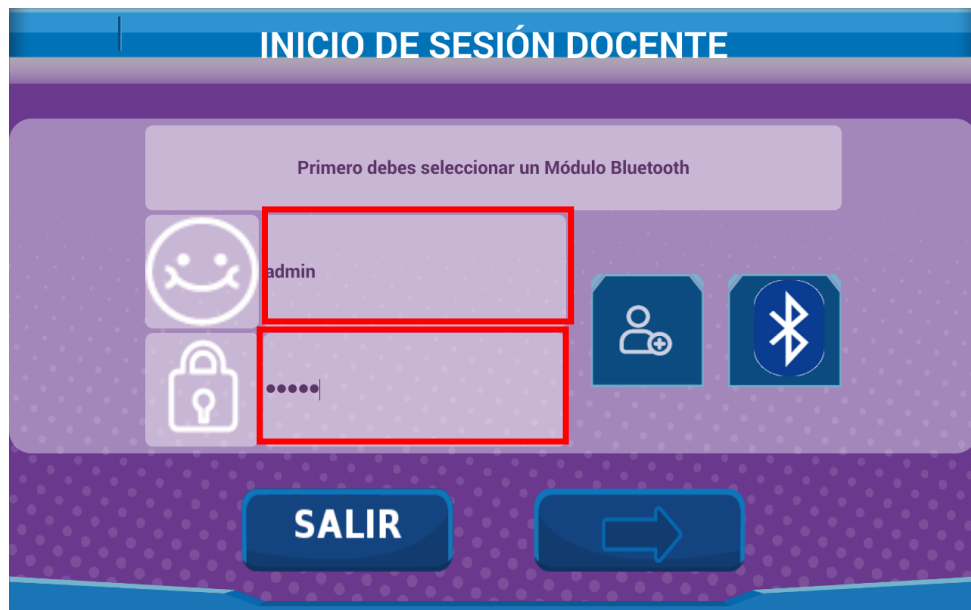 INICIO DE SESIÓN DOCENTE
Primero debes seleccionar un Módulo Bluetooth
admin
•••••
SALIR